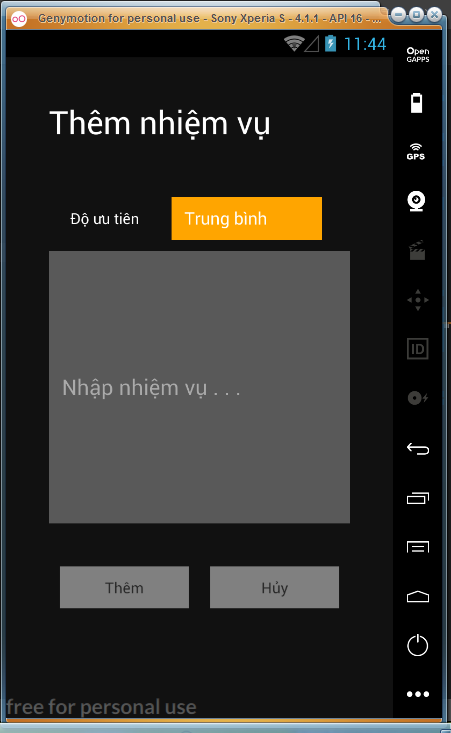 Genymotion for personal use - Sony Xperia S - 4.1.1 - API 16 - ...
11:44
Open
GAPPS
Thêm nhiệm vụ
GPS
Độ ưu tiên
Trung bình
ID
Nhập nhiệm vụ . . .
Thêm
Hủy
free for personal use